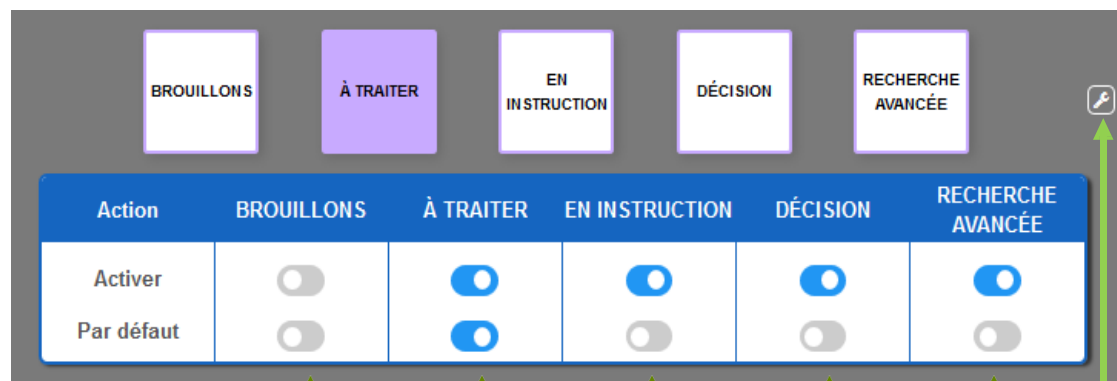 BROUILLONS
À TRAITER
EN
INSTRUCTION
DÉCISION
RECHERCHE
AVANCÉE
Action BROUILLONS À TRAITER EN INSTRUCTION DÉCISION RECHERCHE
AVANCÉE
Activer
Par défaut